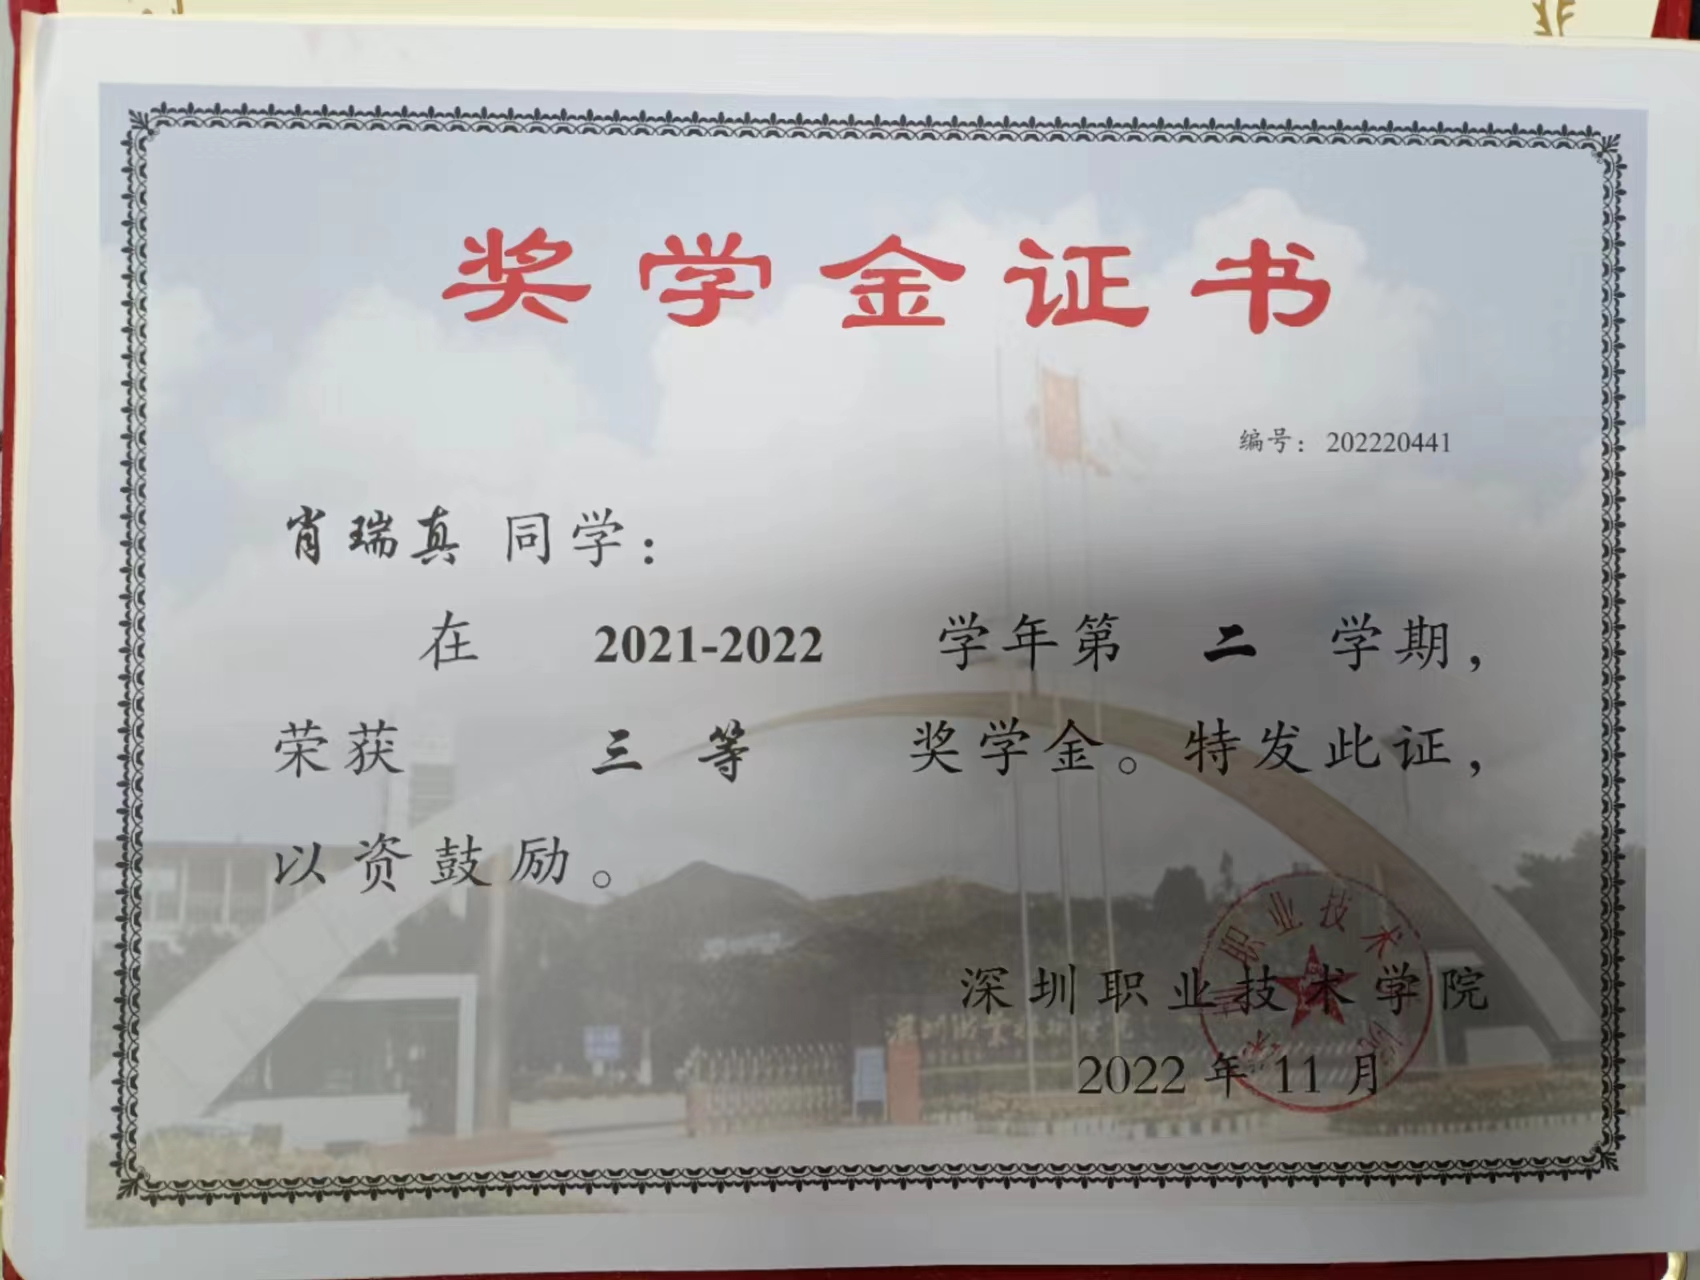 奖学金证书
编号：202220441
肖瑞真 同学：
在 2021-2022 学年第 二 学期，
荣获 三 等 奖学金。特发此证，
以资鼓励。
深圳职业技术学院
2022 年 11 月
深圳职业技术学院